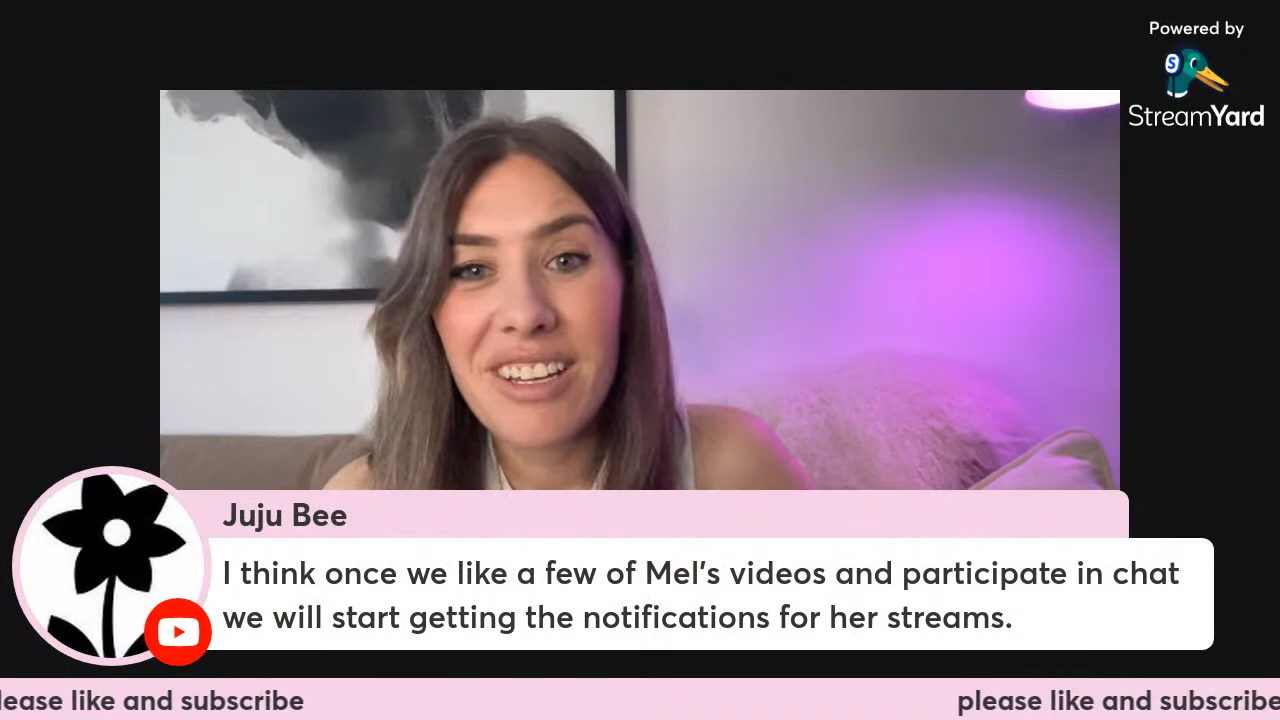 Powered by
S
StreamYard
Juju Bee
I think once we like a few of Mel's videos and participate in chat
we will start getting the notifications for her streams.
lease like and subscribe
please like and subscribe